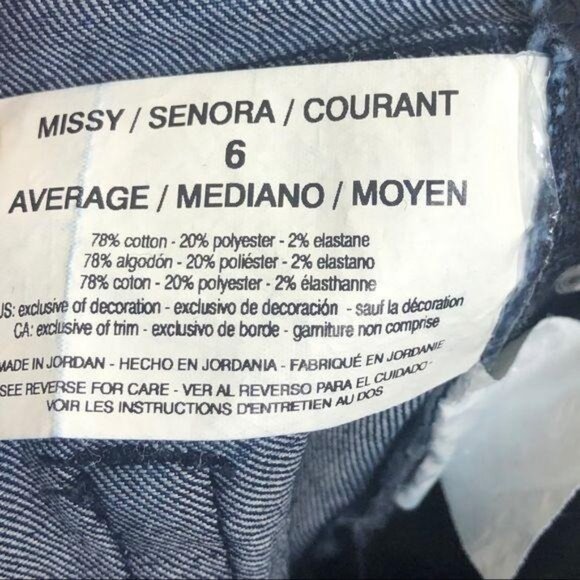 MISSY / SENORA / COURANT
6
AVERAGE / MEDIANO / MOYEN
78% cotton - 20% polyester - 2% elastane
78% algodón - 20% poliéster - 2% elastano
78% coton - 20% polyester - 2% élasthanne
US: exclusive of decoration - exclusivo de decoración - sauf la décoration
CA: exclusive of trim - exclusivo de borde - garniture non comprise
MADE IN JORDAN - HECHO EN JORDANIA - FABRIQUÉ EN JORDANIE
SEE REVERSE FOR CARE - VER AL REVERSO PARA EL CUIDADO -
VOIR LES INSTRUCTIONS D'ENTRETIEN AU DOS